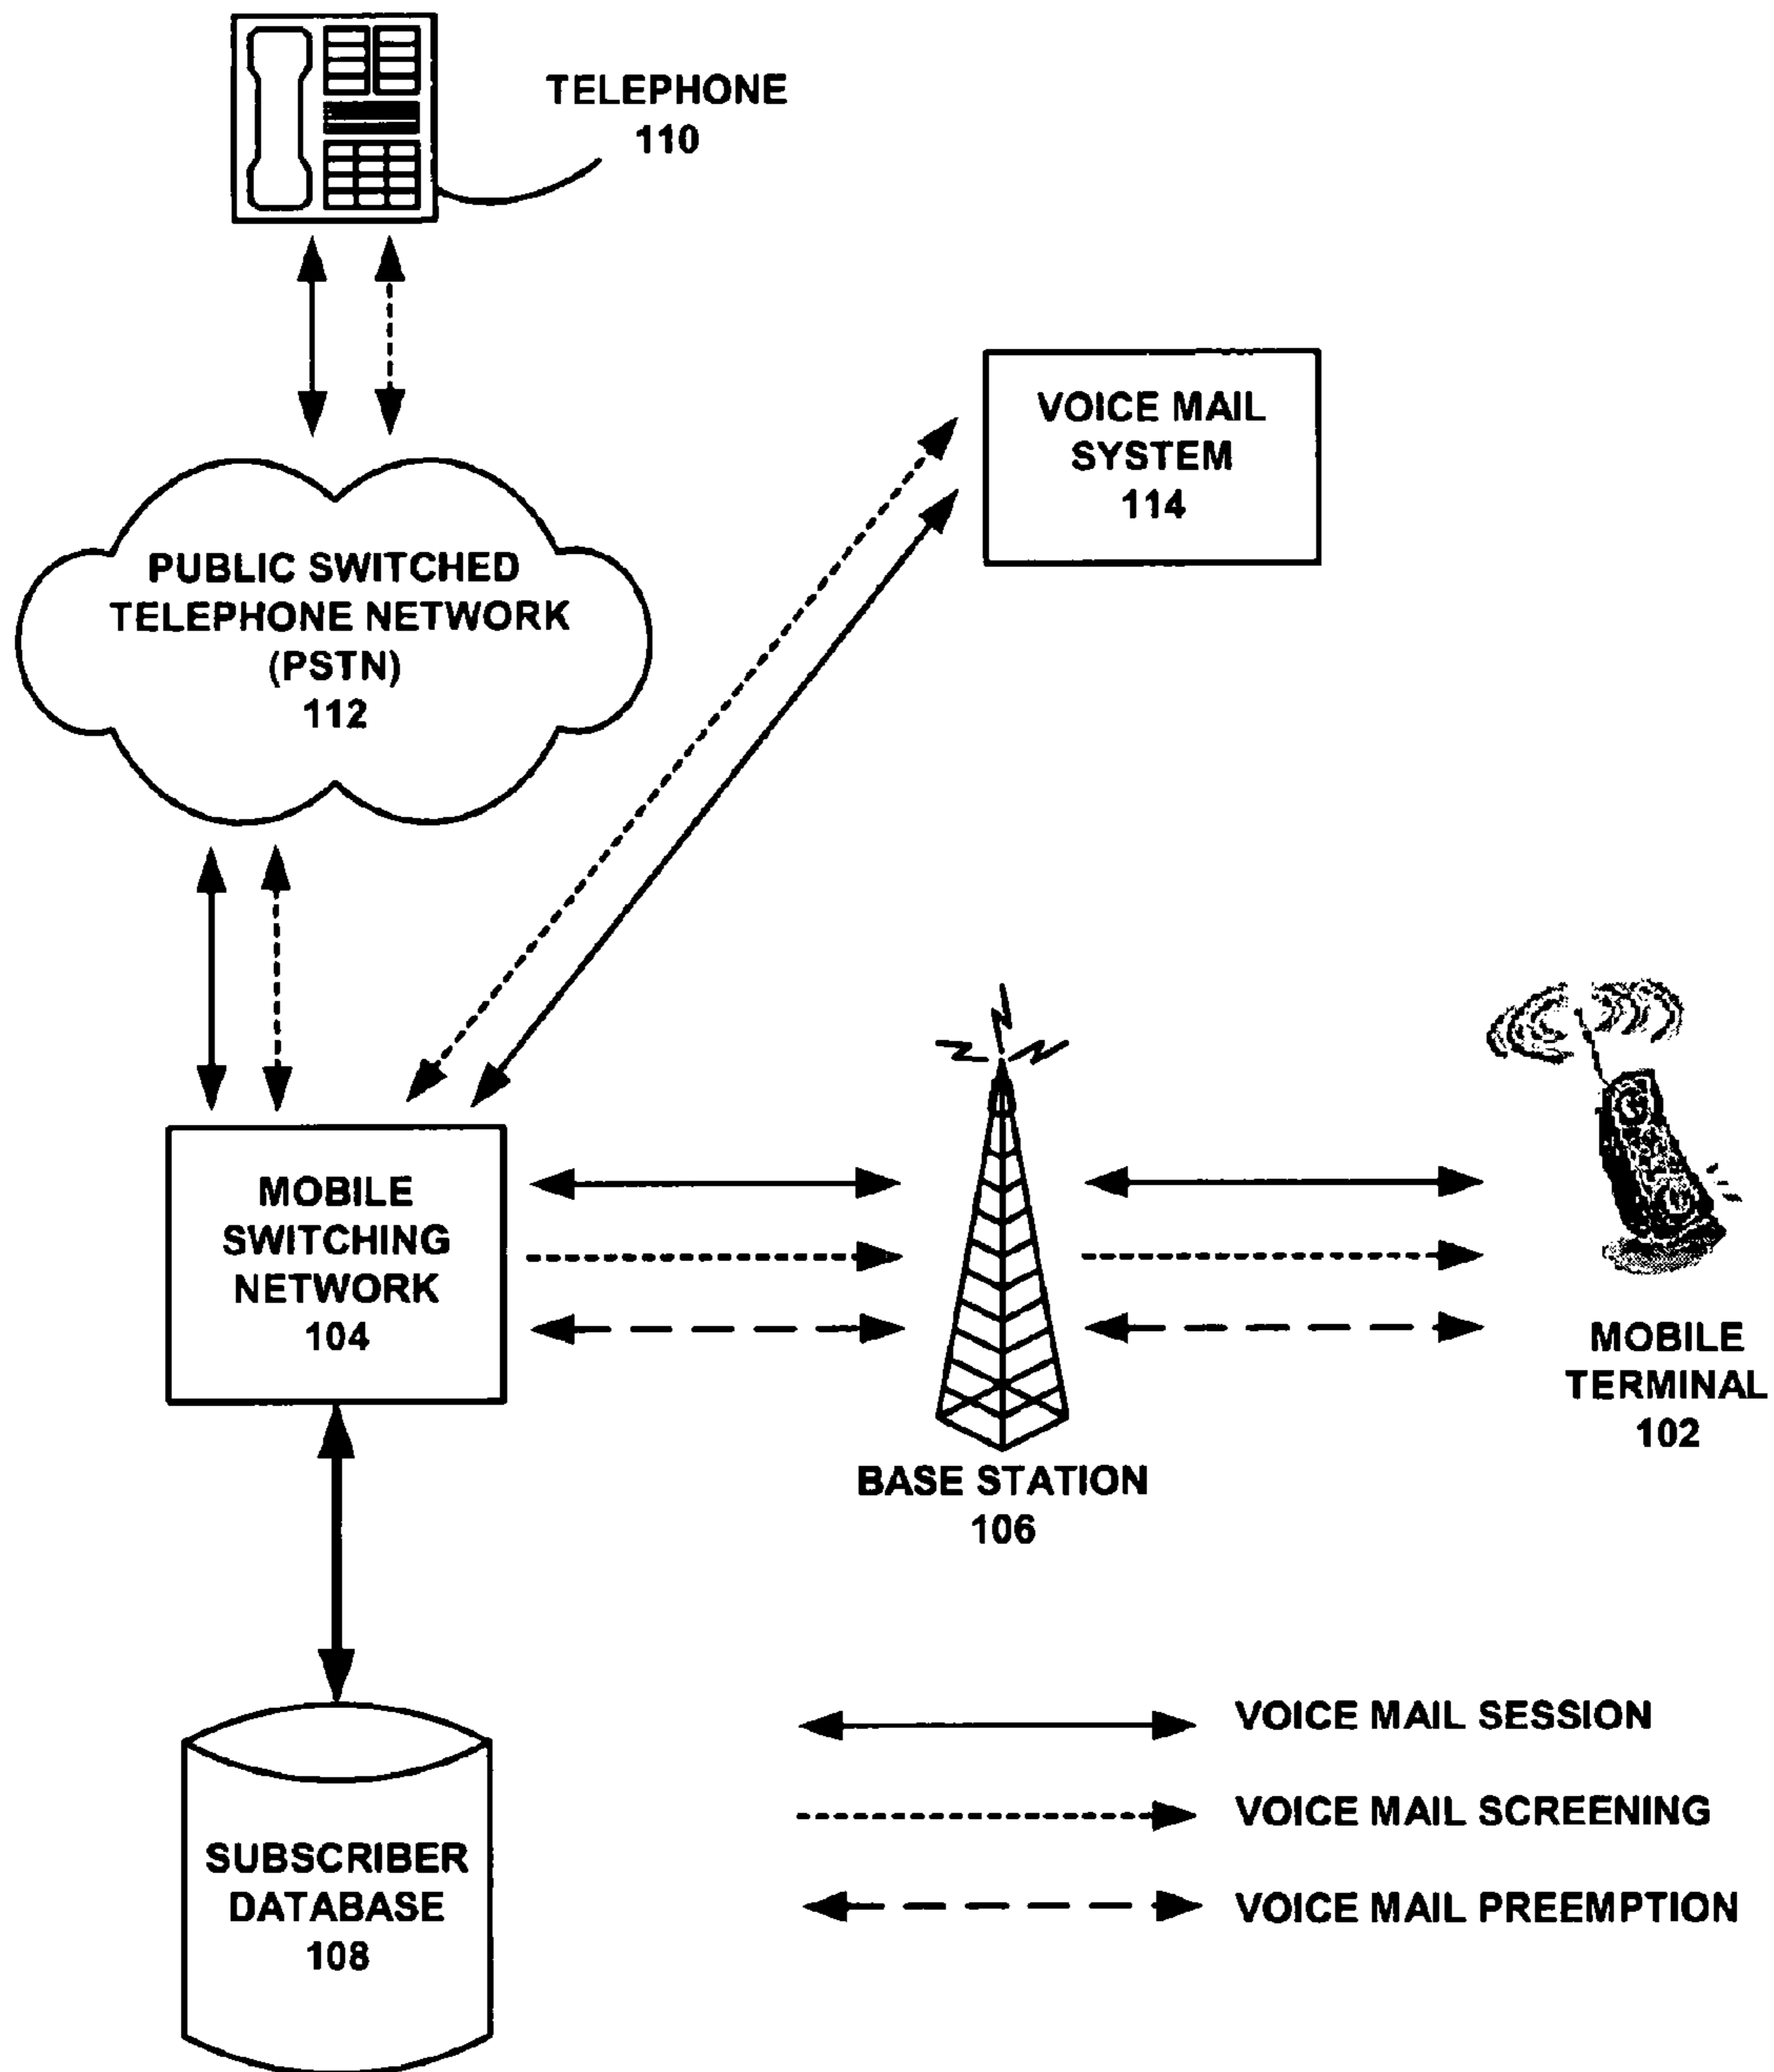 TELEPHONE
110
VOICE MAIL
SYSTEM
114
PUBLIC SWITCHED
TELEPHONE NETWORK
(PSTN)
112
MOBILE
SWITCHING
NETWORK
104
MOBILE
TERMINAL
102
BASE STATION
106
VOICE MAIL SESSION
VOICE MAIL SCREENING
VOICE MAIL PREEMPTION
SUBSCRIBER
DATABASE
108